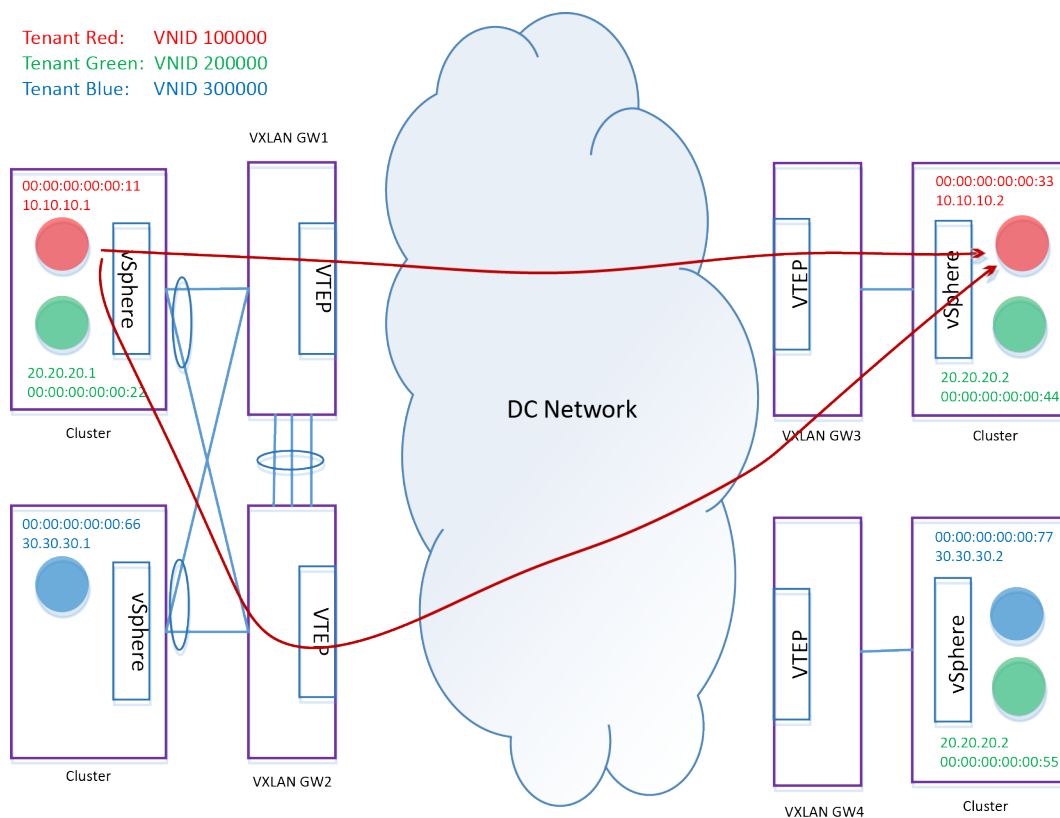 Tenant Red: VNID 100000
Tenant Green: VNID 200000
Tenant Blue: VNID 300000
VXLAN GW1
00:00:00:00:00:11
10.10.10.1
vSphere
20.20.20.1
00:00:00:00:00:22
Cluster
VTEP
00:00:00:00:00:66
30.30.30.1
vSphere
Cluster
VTEP
VXLAN GW2
DC Network
VTEP
VXLAN GW3
00:00:00:00:00:33
10.10.10.2
vSphere
20.20.20.2
00:00:00:00:00:44
Cluster
VTEP
VXLAN GW4
00:00:00:00:00:77
30.30.30.2
vSphere
20.20.20.2
00:00:00:00:00:55
Cluster